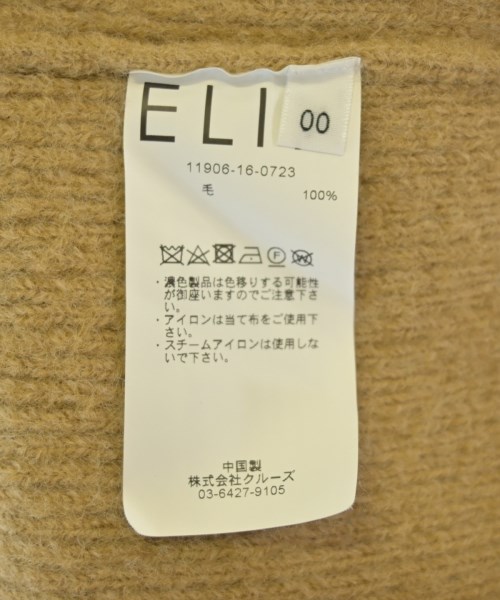 ELI
00
11906-16-0723
毛 100%
・濃色製品は色移りする可能性
が御座いますのでご注意下さ
い。
・アイロンは当て布をご使用下
さい。
・スチームアイロンは使用しな
いで下さい。
中国製
株式会社クルーズ
03-6427-9105